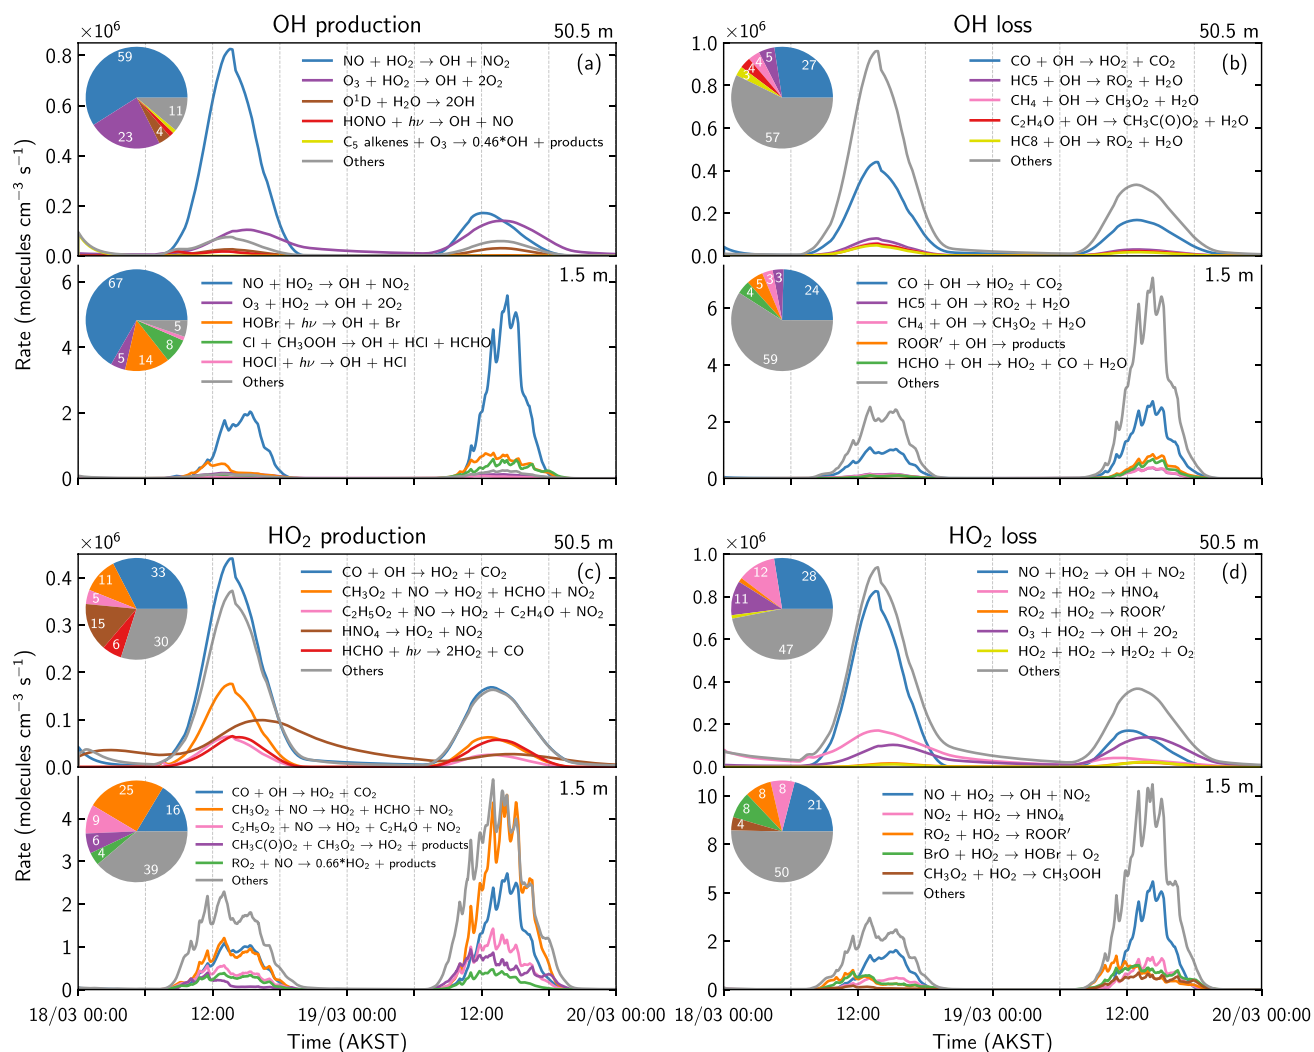 OH production
×10⁶
50.5 m
(a)
0.8
0.6
0.4
0.2
0.0
59
23
4
11
NO + HO₂ → OH + NO₂
O₃ + HO₂ → OH + 2O₂
O¹D + H₂O → 2OH
HONO + hν → OH + NO
C₅ alkenes + O₃ → 0.46*OH + products
Others
1.5 m
6
4
2
0
67
5
14
8
5
NO + HO₂ → OH + NO₂
O₃ + HO₂ → OH + 2O₂
HOBr + hν → OH + Br
Cl + CH₃OOH → OH + HCl + HCHO
HOCl + hν → OH + HCl
Others
Rate (molecules cm⁻³ s⁻¹)
OH loss
×10⁶
50.5 m
(b)
1.0
0.8
0.6
0.4
0.2
0.0
27
5
4
4
3
57
CO + OH → HO₂ + CO₂
HC5 + OH → RO₂ + H₂O
CH₄ + OH → CH₃O₂ + H₂O
C₂H₄O + OH → CH₃C(O)O₂ + H₂O
HC8 + OH → RO₂ + H₂O
Others
1.5 m
6
4
2
0
24
3
3
5
4
59
CO + OH → HO₂ + CO₂
HC5 + OH → RO₂ + H₂O
CH₄ + OH → CH₃O₂ + H₂O
ROOR′ + OH → products
HCHO + OH → HO₂ + CO + H₂O
Others
HO₂ production
×10⁶
50.5 m
(c)
0.4
0.3
0.2
0.1
0.0
33
11
5
15
6
30
CO + OH → HO₂ + CO₂
CH₃O₂ + NO → HO₂ + HCHO + NO₂
C₂H₅O₂ + NO → HO₂ + C₂H₄O + NO₂
HNO₄ → HO₂ + NO₂
HCHO + hν → 2HO₂ + CO
Others
1.5 m
4
3
2
1
0
16
25
9
6
4
39
CO + OH → HO₂ + CO₂
CH₃O₂ + NO → HO₂ + HCHO + NO₂
C₂H₅O₂ + NO → HO₂ + C₂H₄O + NO₂
CH₃C(O)O₂ + CH₃O₂ → HO₂ + products
RO₂ + NO → 0.66*HO₂ + products
Others
Rate (molecules cm⁻³ s⁻¹)
18/03 00:00
12:00
19/03 00:00
12:00
20/03 00:00
Time (AKST)
HO₂ loss
×10⁶
50.5 m
(d)
1.0
0.8
0.6
0.4
0.2
0.0
28
12
11
47
NO + HO₂ → OH + NO₂
NO₂ + HO₂ → HNO₄
RO₂ + HO₂ → ROOR′
O₃ + HO₂ → OH + 2O₂
HO₂ + HO₂ → H₂O₂ + O₂
Others
1.5 m
10
8
5
2
0
21
8
8
8
4
50
NO + HO₂ → OH + NO₂
NO₂ + HO₂ → HNO₄
RO₂ + HO₂ → ROOR′
BrO + HO₂ → HOBr + O₂
CH₃O₂ + HO₂ → CH₃OOH
Others
18/03 00:00
12:00
19/03 00:00
12:00
20/03 00:00
Time (AKST)